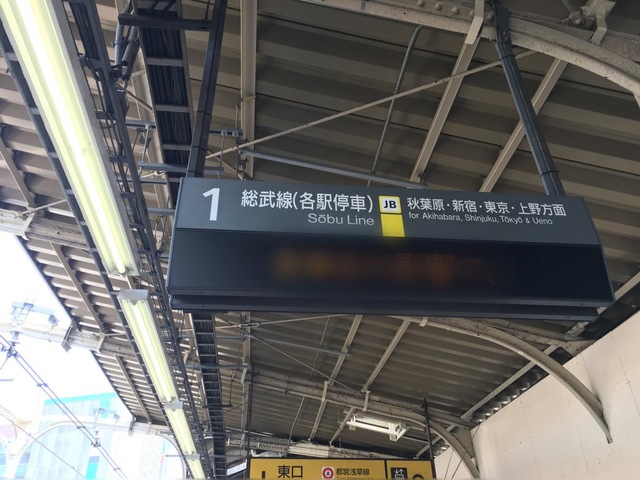 1 総武線(各駅停車) JB 秋葉原・新宿・東京・上野方面
Sōbu Line for Akihabara, Shinjuku, Tōkyō & Ueno
東口 A 都営浅草線